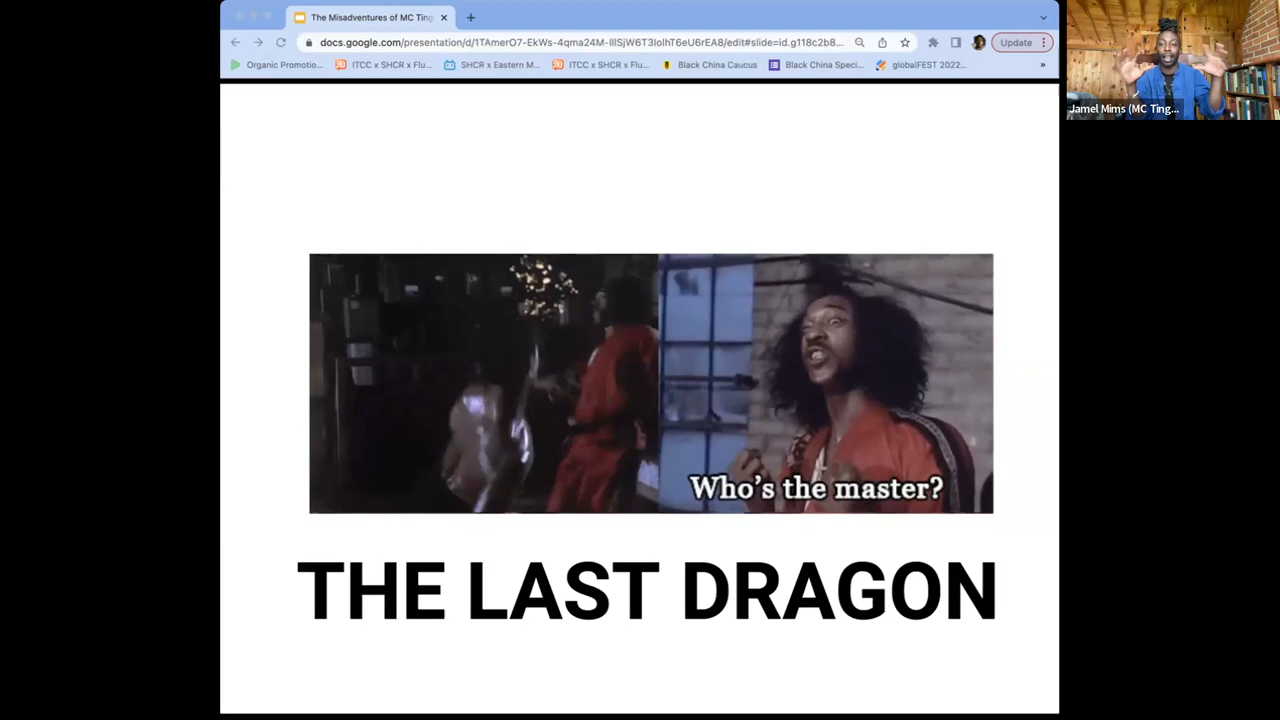 The Misadventures of MC Ting
docs.google.com/presentation/d/1TAmerO7-EkWs-4qma24M-IIlSjW6T3IolhT6eU6rEA8/edit#slide=id.g118c2b8...
Update
Organic Promotio...
ITCC x SHCR x Flu...
SHCR x Eastern M...
ITCC x SHCR x Flu...
Black China Caucus
Black China Speci...
globalFEST 2022...
»
Jamel Mims (MC Ting...
Who's the master?
THE LAST DRAGON